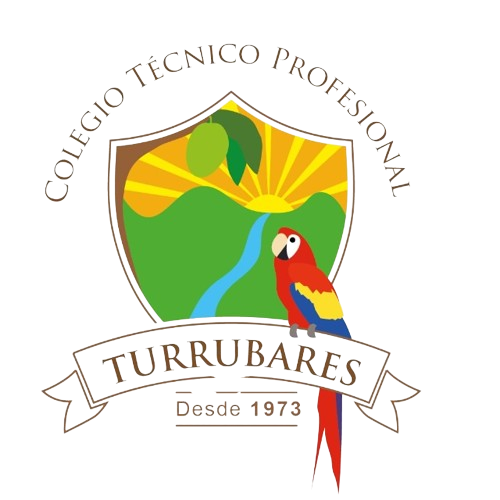 COLEGIO TÉCNICO PROFESIONAL
TURRUBARES
Desde 1973